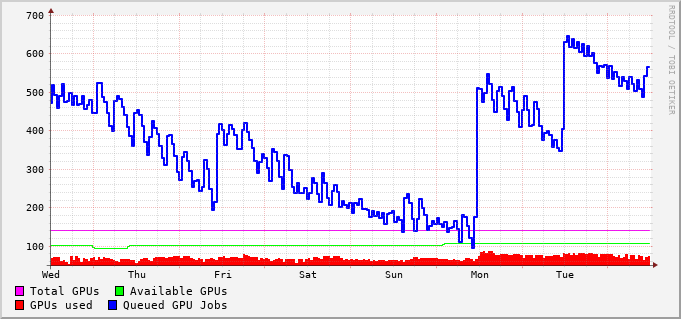 700
600
500
400
300
200
100
Wed Thu Fri Sat Sun Mon Tue
Total GPUs Available GPUs
GPUs used Queued GPU Jobs
RRDTOOL / TOBI OETIKER